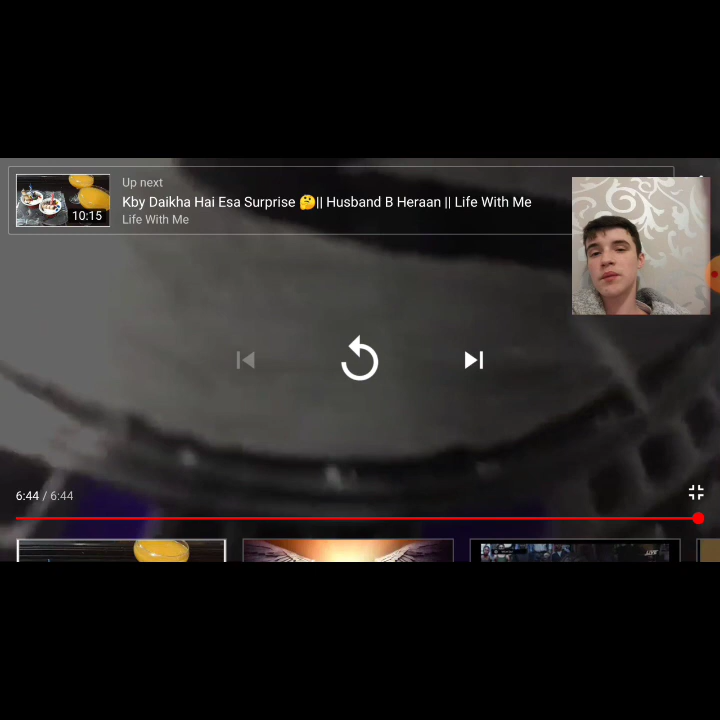 Up next
Kby Daikha Hai Esa Surprise 🤔|| Husband B Heraan || Life With Me
10:15
Life With Me
6:44 / 6:44